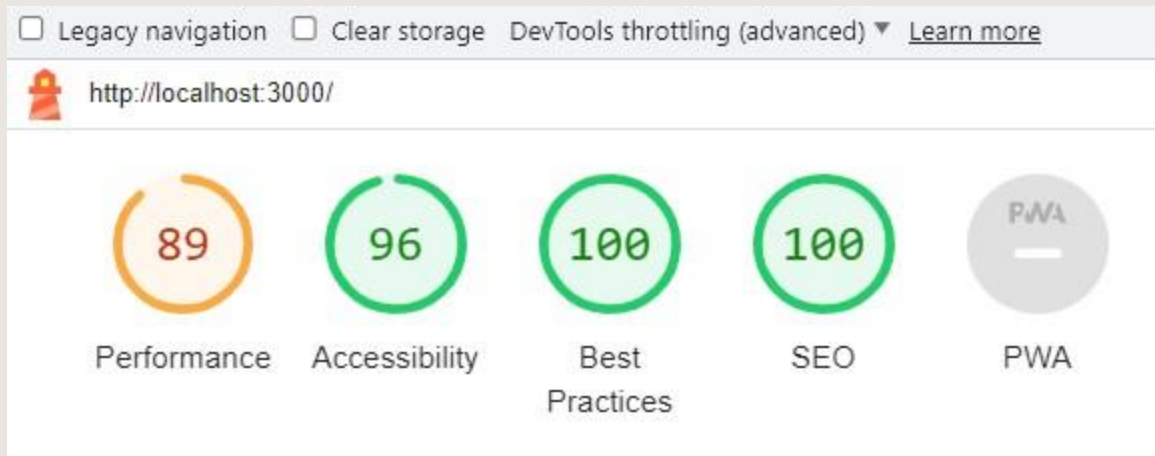 Legacy navigation Clear storage DevTools throttling (advanced) Learn more
http://localhost:3000/
89 96 100 100 PWA
Performance Accessibility Best Practices SEO PWA